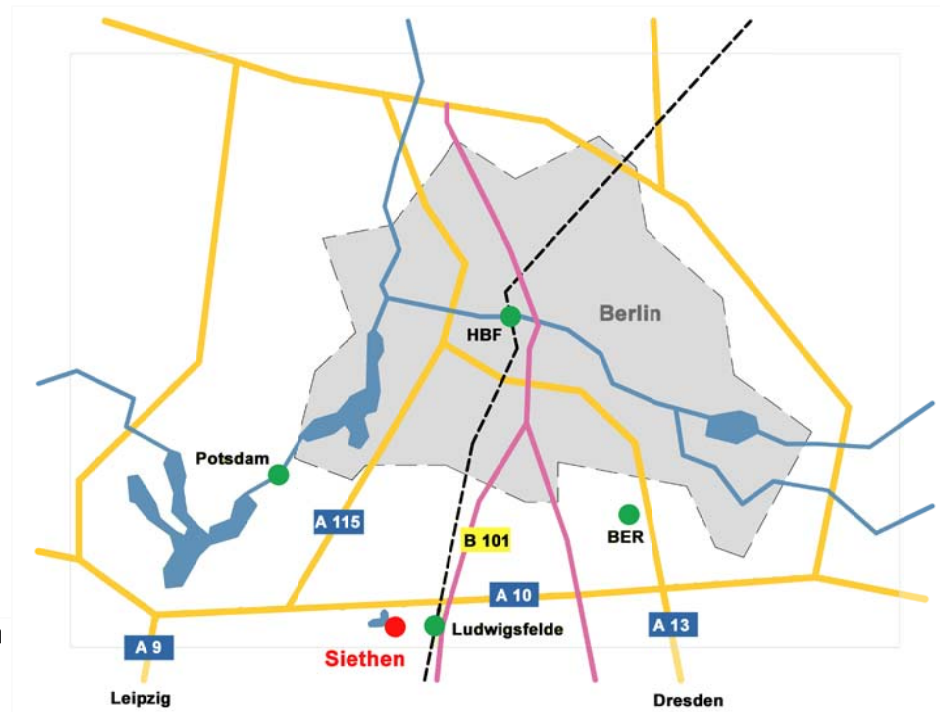 Berlin
HBF
Potsdam
A 115
B 101
BER
A 10
Ludwigsfelde
A 13
Siethen
A 9
Leipzig
Dresden